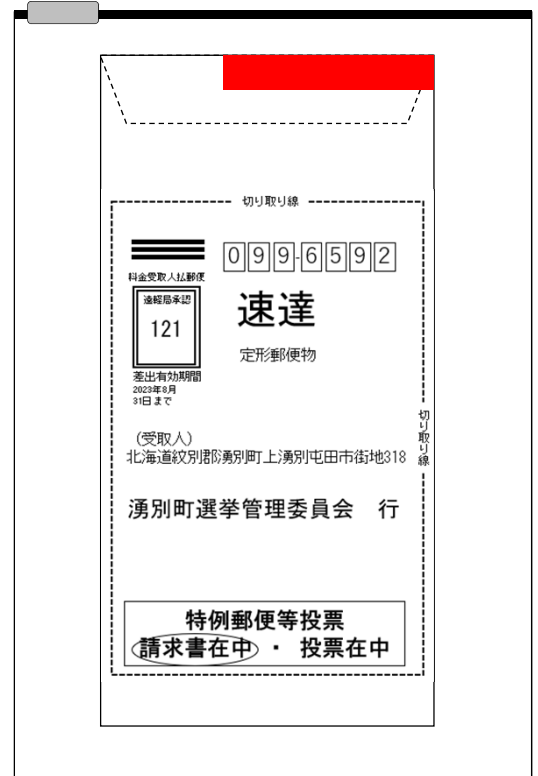 切り取り線
099-6592
料金受取人払郵便
遠軽局承認
121
差出有効期間
2023年8月
31日まで
速達
定形郵便物
切り取り線
（受取人）
北海道紋別郡湧別町上湧別屯田市街地318
湧別町選挙管理委員会　行
特例郵便等投票
請求書在中 ・ 投票在中